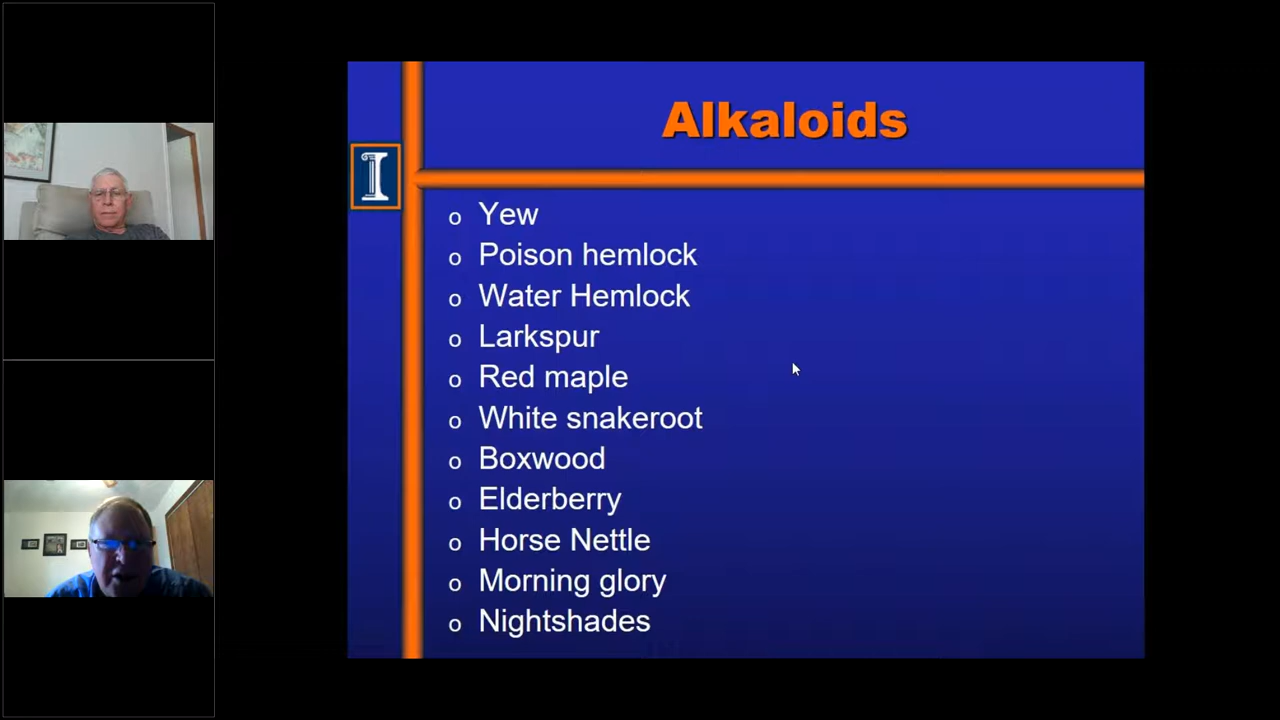 Alkaloids
I
o Yew
o Poison hemlock
o Water Hemlock
o Larkspur
o Red maple
o White snakeroot
o Boxwood
o Elderberry
o Horse Nettle
o Morning glory
o Nightshades